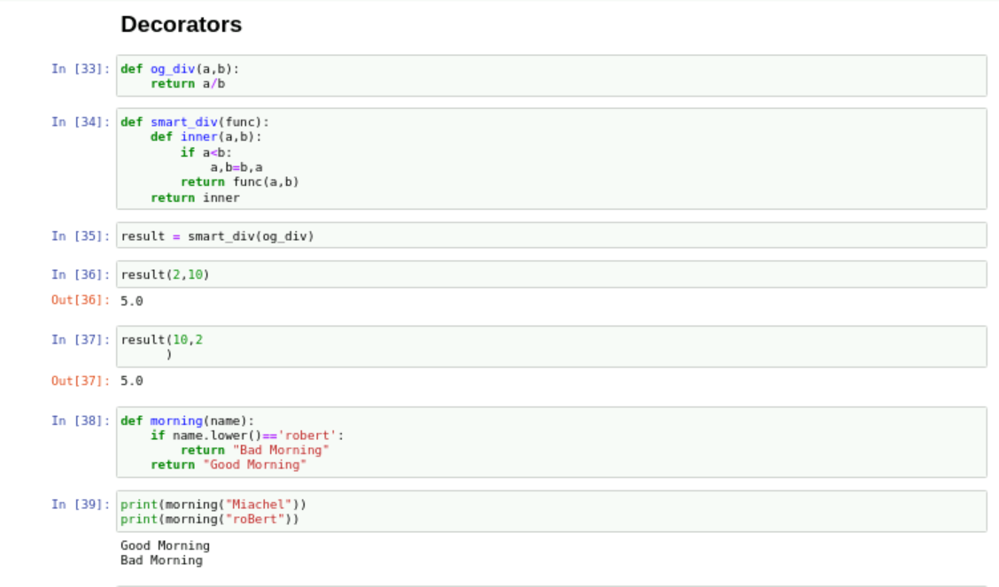 Decorators
In [33]: def og_div(a,b):
    return a/b
In [34]: def smart_div(func):
    def inner(a,b):
        if a<b:
            a,b=b,a
        return func(a,b)
    return inner
In [35]: result = smart_div(og_div)
In [36]: result(2,10)
Out[36]: 5.0
In [37]: result(10,2
      )
Out[37]: 5.0
In [38]: def morning(name):
    if name.lower()=='robert':
        return "Bad Morning"
    return "Good Morning"
In [39]: print(morning("Miachel"))
print(morning("roBert"))
Good Morning
Bad Morning